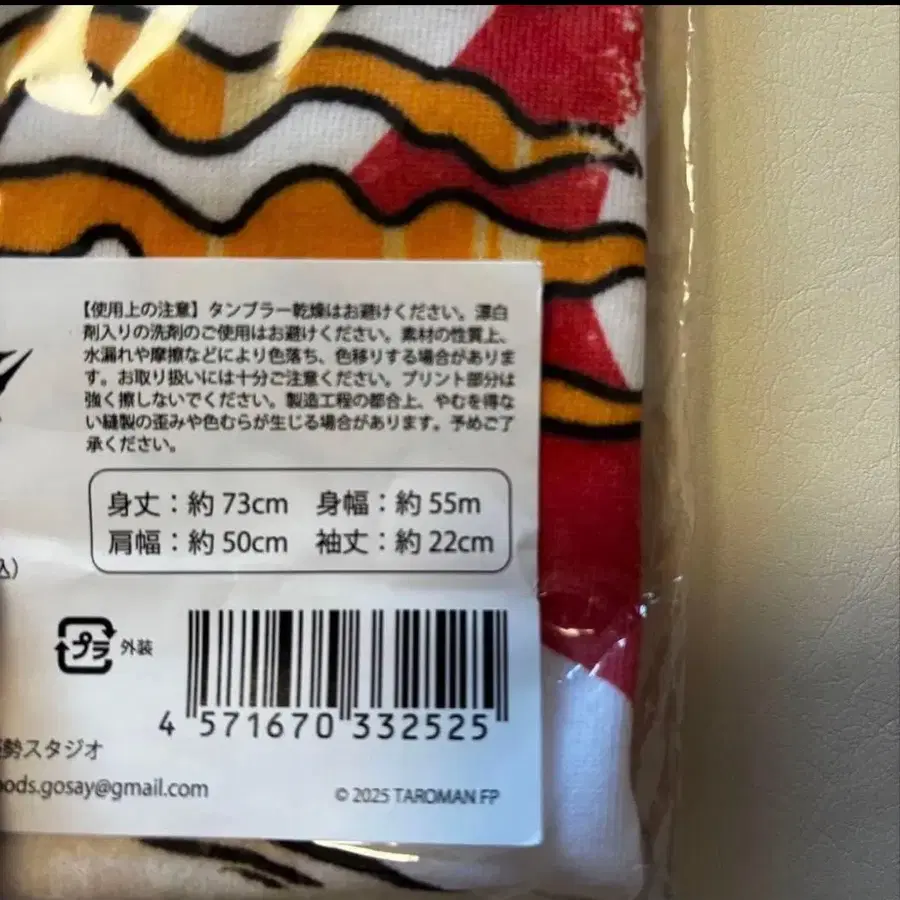 【使用上の注意】タンブラー乾燥はお避けください。漂白
剤入りの洗剤のご使用はお避けください。素材の性質上、
水漏れや摩擦などにより色落ち、色移りする場合がありま
す。お取り扱いには十分ご注意ください。プリント部分は
強く擦しないでください。製造工程の都合上、やむを得な
い縫製の歪みや色むらが生じる場合があります。予めご了
承ください。
身丈：約 73cm 身幅：約 55m
肩幅：約 50cm 袖丈：約 22cm
込）
プラ 外装
4 571670 332525
勢スタジオ
oods.gosay@gmail.com
© 2025 TAROMAN FP